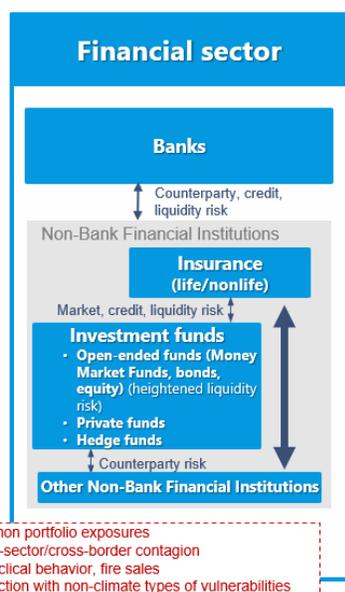 Financial sector
Banks
Counterparty, credit,
liquidity risk
Non-Bank Financial Institutions
Insurance
(life/nonlife)
Market, credit, liquidity risk
Investment funds
• Open-ended funds (Money
Market Funds, bonds,
equity) (heightened liquidity
risk)
• Private funds
• Hedge funds
Counterparty risk
Other Non-Bank Financial Institutions
portfolio exposures
-sector/cross-border contagion
behavior, fire sales
with non-climate types of vulnerabilities